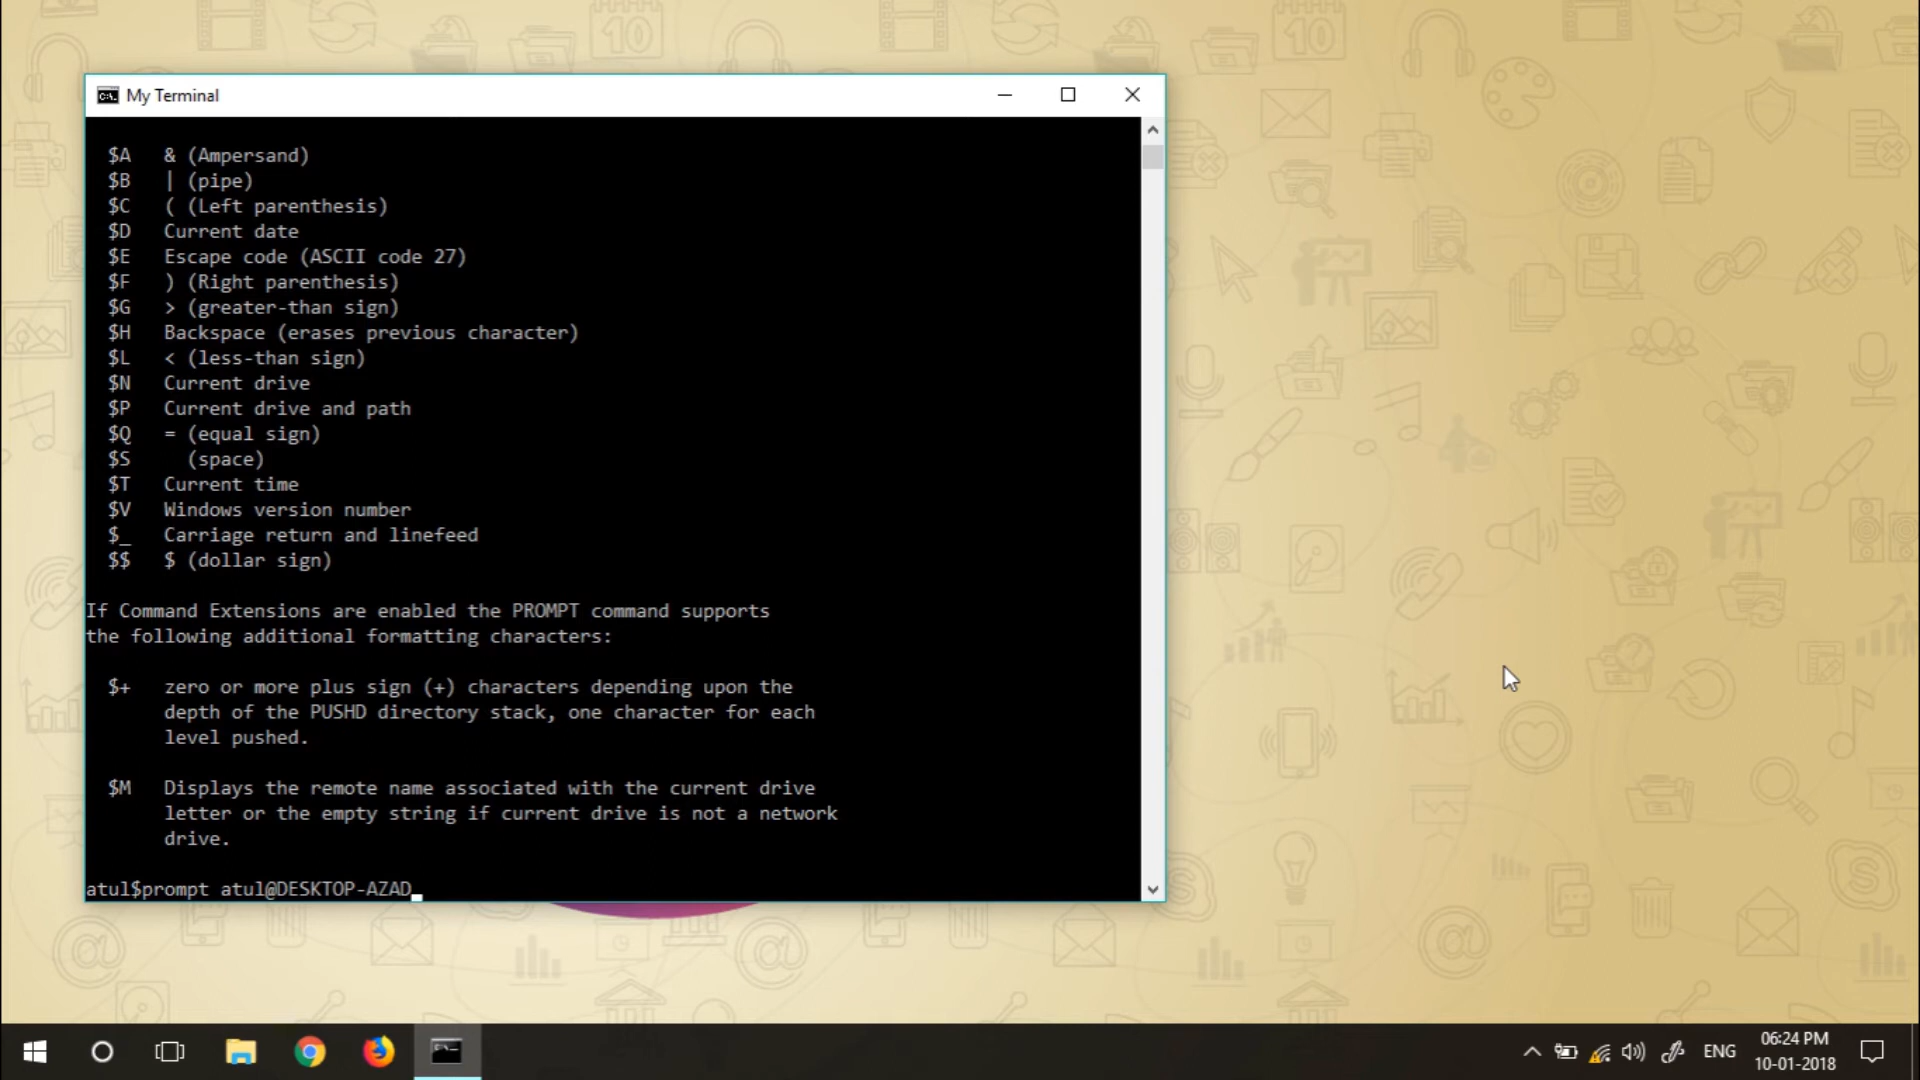 My Terminal
$A & (Ampersand)
$B | (pipe)
$C ( (Left parenthesis)
$D Current date
$E Escape code (ASCII code 27)
$F ) (Right parenthesis)
$G > (greater-than sign)
$H Backspace (erases previous character)
$L < (less-than sign)
$N Current drive
$P Current drive and path
$Q = (equal sign)
$S (space)
$T Current time
$V Windows version number
$_ Carriage return and linefeed
$$ $ (dollar sign)
If Command Extensions are enabled the PROMPT command supports
the following additional formatting characters:
$+ zero or more plus sign (+) characters depending upon the
depth of the PUSHD directory stack, one character for each
level pushed.
$M Displays the remote name associated with the current drive
letter or the empty string if current drive is not a network
drive.
atul$prompt atul@DESKTOP-AZAD_
ENG
06:24 PM
10-01-2018